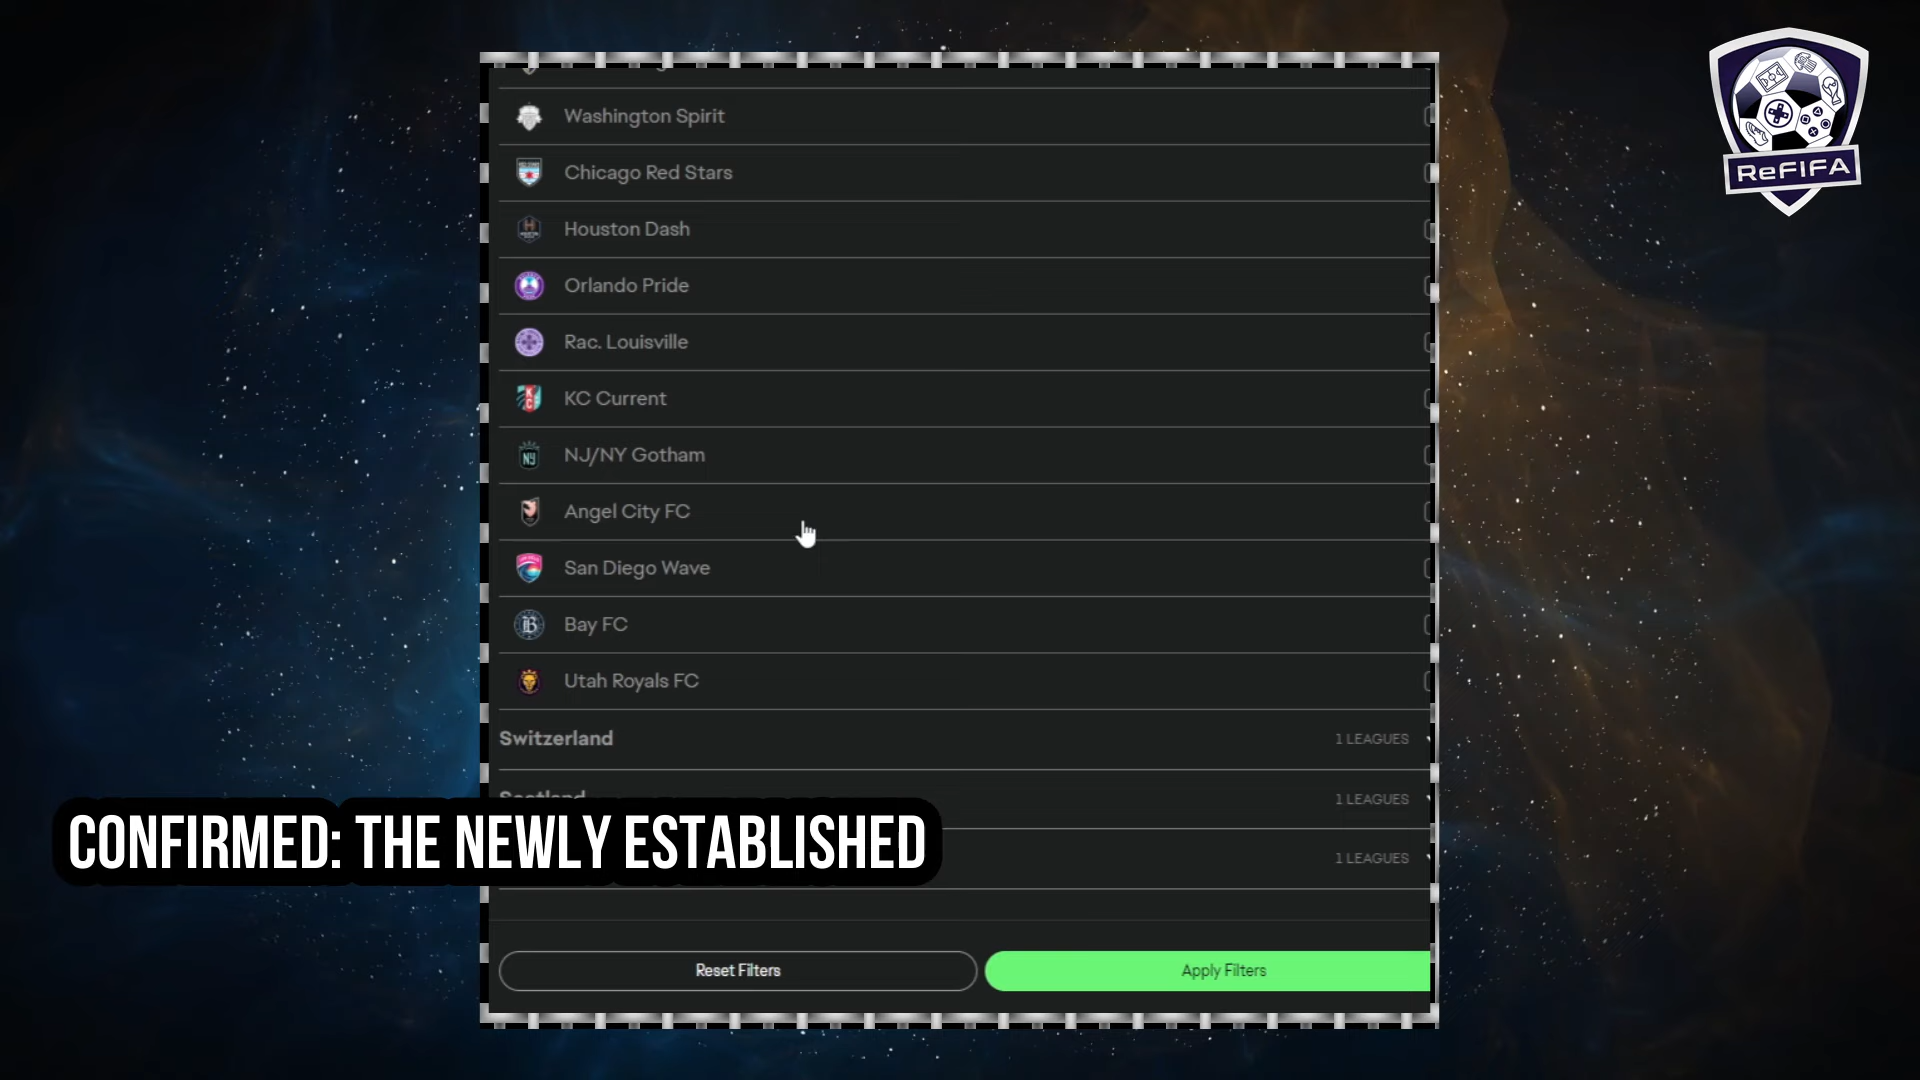 ReFIFA
Washington Spirit
Chicago Red Stars
Houston Dash
Orlando Pride
Rac. Louisville
KC Current
NJ/NY Gotham
Angel City FC
San Diego Wave
Bay FC
Utah Royals FC
Switzerland 1 LEAGUES
Scotland 1 LEAGUES
CONFIRMED: THE NEWLY ESTABLISHED
1 LEAGUES
Reset Filters Apply Filters